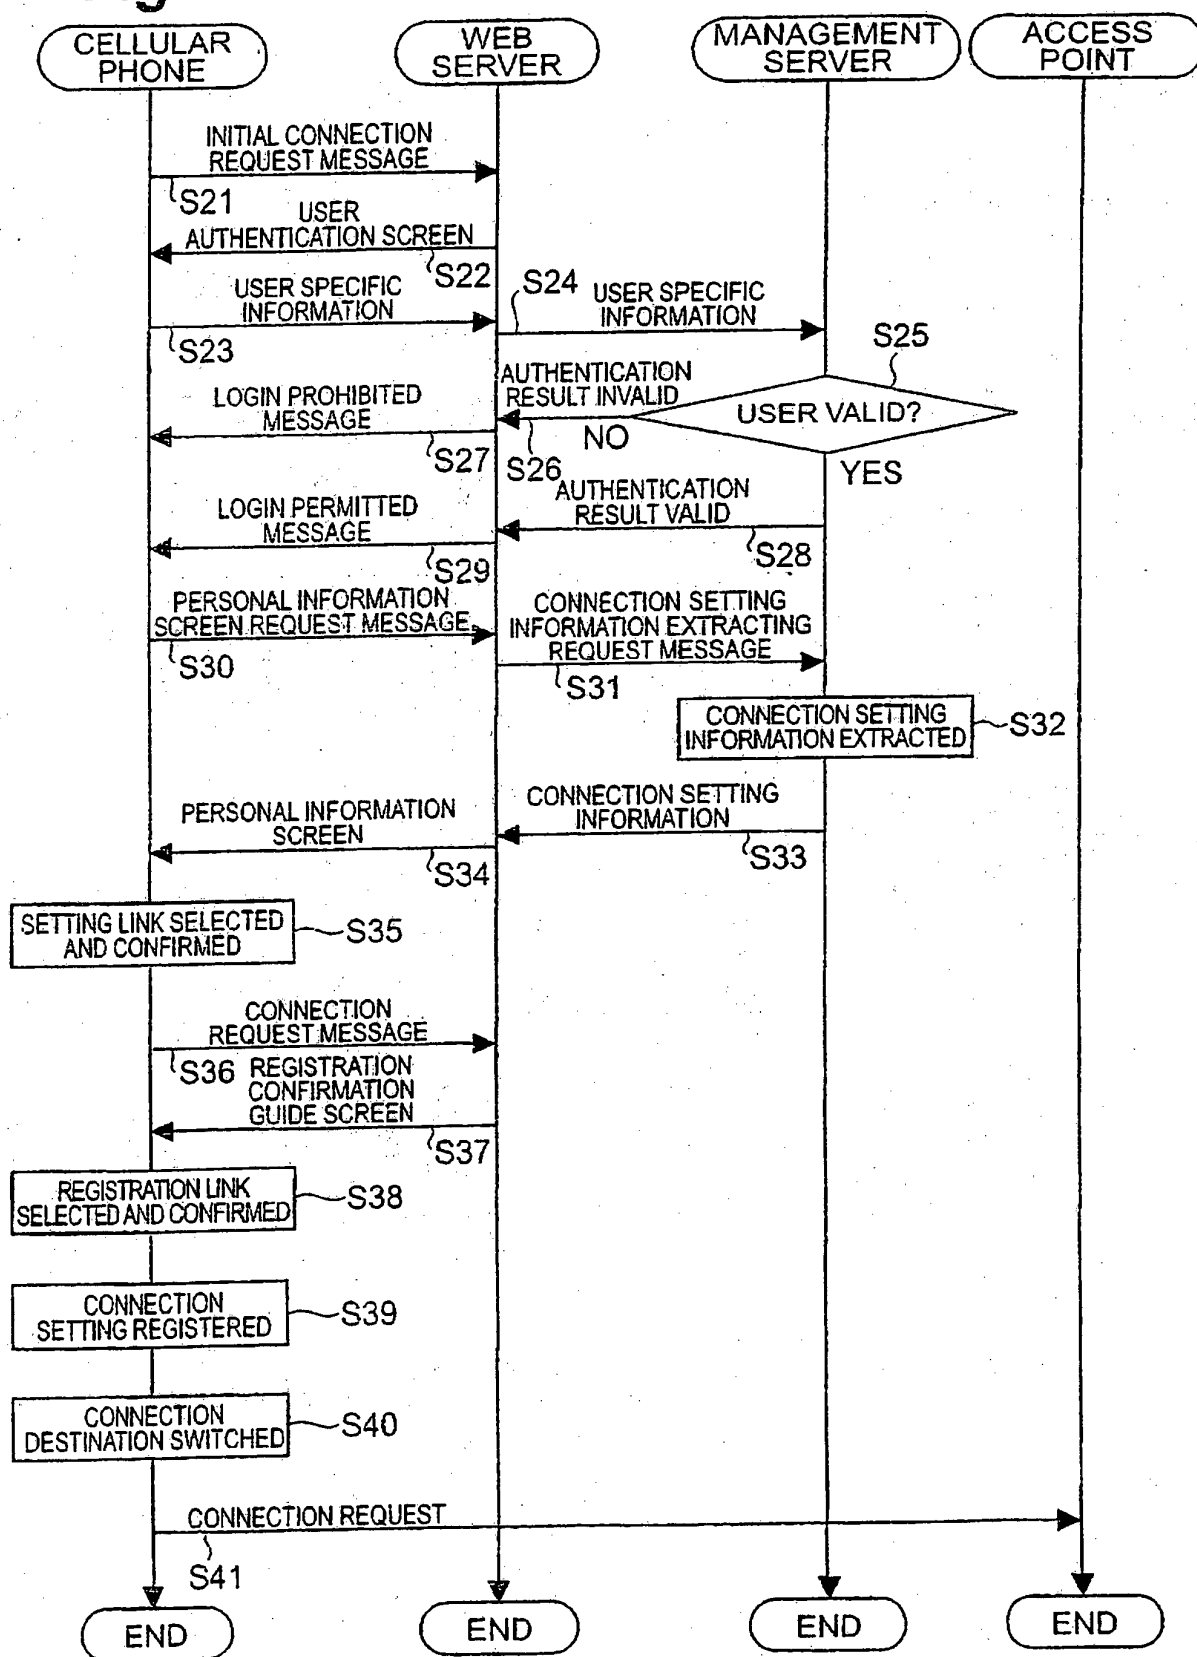 CELLULAR
PHONE
WEB
SERVER
MANAGEMENT
SERVER
ACCESS
POINT
INITIAL CONNECTION
REQUEST MESSAGE
S21
USER
AUTHENTICATION SCREEN
S22
USER SPECIFIC
INFORMATION
S23
S24
USER SPECIFIC
INFORMATION
S25
USER VALID?
AUTHENTICATION
RESULT INVALID
NO
S26
LOGIN PROHIBITED
MESSAGE
S27
YES
AUTHENTICATION
RESULT VALID
S28
LOGIN PERMITTED
MESSAGE
S29
PERSONAL INFORMATION
SCREEN REQUEST MESSAGE
S30
CONNECTION SETTING
INFORMATION EXTRACTING
REQUEST MESSAGE
S31
CONNECTION SETTING
INFORMATION EXTRACTED
S32
CONNECTION SETTING
INFORMATION
S33
PERSONAL INFORMATION
SCREEN
S34
SETTING LINK SELECTED
AND CONFIRMED
S35
CONNECTION
REQUEST MESSAGE
S36
REGISTRATION
CONFIRMATION
GUIDE SCREEN
S37
REGISTRATION LINK
SELECTED AND CONFIRMED
S38
CONNECTION
SETTING REGISTERED
S39
CONNECTION
DESTINATION SWITCHED
S40
CONNECTION REQUEST
S41
END
END
END
END